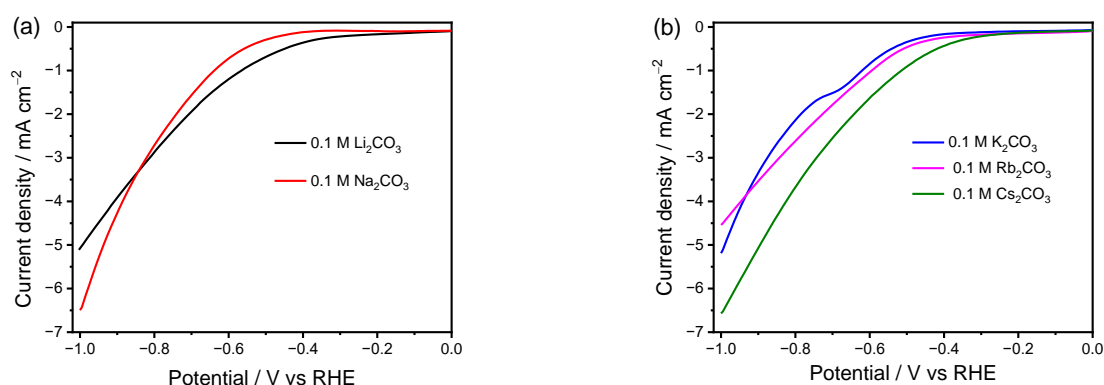 (a)
Current density / mA cm⁻²
0
−1
−2
−3
−4
−5
−6
−7
0.1 M Li₂CO₃
0.1 M Na₂CO₃
−1.0 −0.8 −0.6 −0.4 −0.2 0.0
Potential / V vs RHE
(b)
Current density / mA cm⁻²
0
−1
−2
−3
−4
−5
−6
−7
0.1 M K₂CO₃
0.1 M Rb₂CO₃
0.1 M Cs₂CO₃
−1.0 −0.8 −0.6 −0.4 −0.2 0.0
Potential / V vs RHE